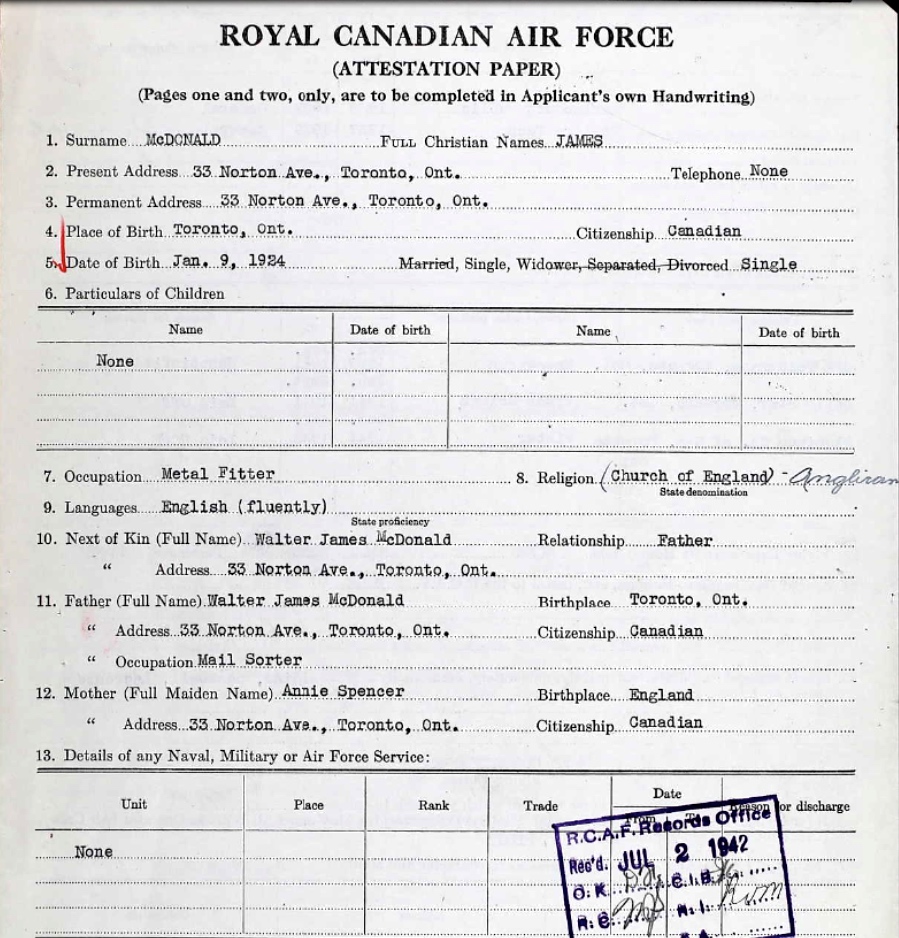 ROYAL CANADIAN AIR FORCE
(ATTESTATION PAPER)
(Pages one and two, only, are to be completed in Applicant's own Handwriting)
1. Surname McDONALD FULL Christian Names JAMES
2. Present Address 33 Norton Ave., Toronto, Ont. Telephone None
3. Permanent Address 33 Norton Ave., Toronto, Ont.
4. Place of Birth Toronto, Ont. Citizenship Canadian
5. Date of Birth Jan. 9, 1924 Married, Single, Widower, Separated, Divorced Single
6. Particulars of Children
Name Date of birth Name Date of birth
None
7. Occupation Metal Fitter 8. Religion (Church of England) - Anglican
State denomination
9. Languages English (fluently)
State proficiency
10. Next of Kin (Full Name) Walter James McDonald Relationship Father
" Address 33 Norton Ave., Toronto, Ont.
11. Father (Full Name) Walter James McDonald Birthplace Toronto, Ont.
" Address 33 Norton Ave., Toronto, Ont. Citizenship Canadian
" Occupation Mail Sorter
12. Mother (Full Maiden Name) Annie Spencer Birthplace England
" Address 33 Norton Ave., Toronto, Ont. Citizenship Canadian
13. Details of any Naval, Military or Air Force Service:
Unit Place Rank Trade Date Reason for discharge
From
None
R.C.A.F. Records Office
Rec'd. JUL 2 1942
O.K. C.I.B.
R.C.